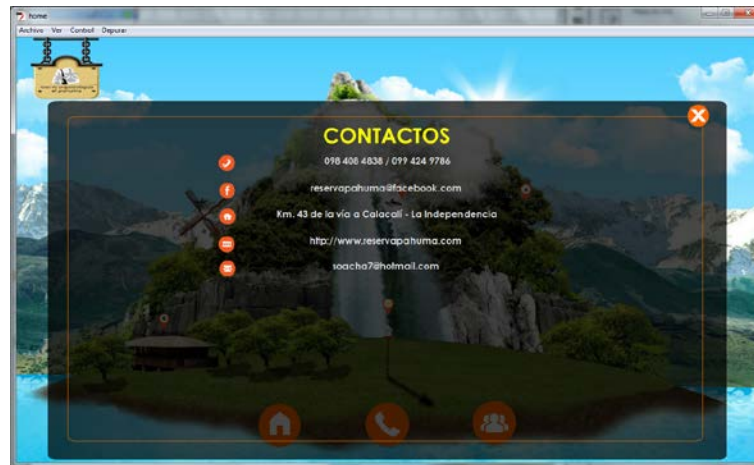 home
Archivo Ver Control Depurar
CONTACTOS
098 408 4838 / 099 424 9786
reservapahuma@facebook.com
Km. 43 de la vía a Calacalí - La Independencia
http://www.reservapahuma.com
soacha7@hotmail.com